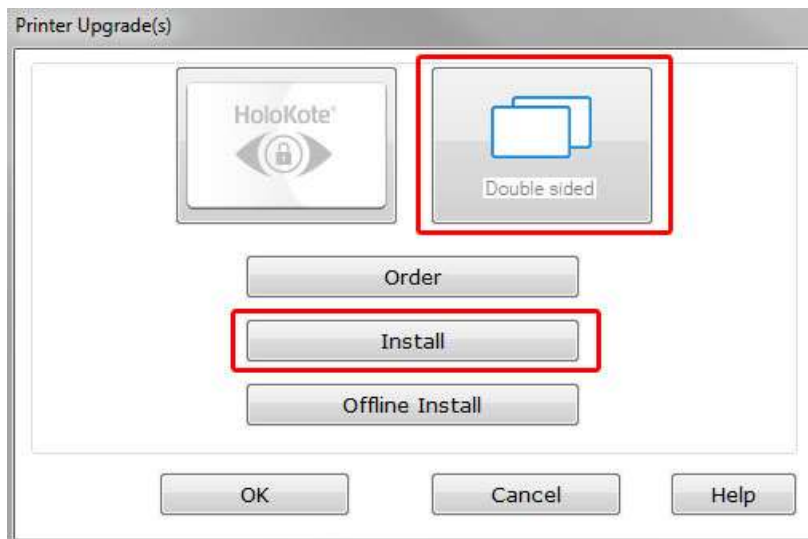 Printer Upgrade(s)
HoloKote®
Double sided
Order
Install
Offline Install
OK
Cancel
Help